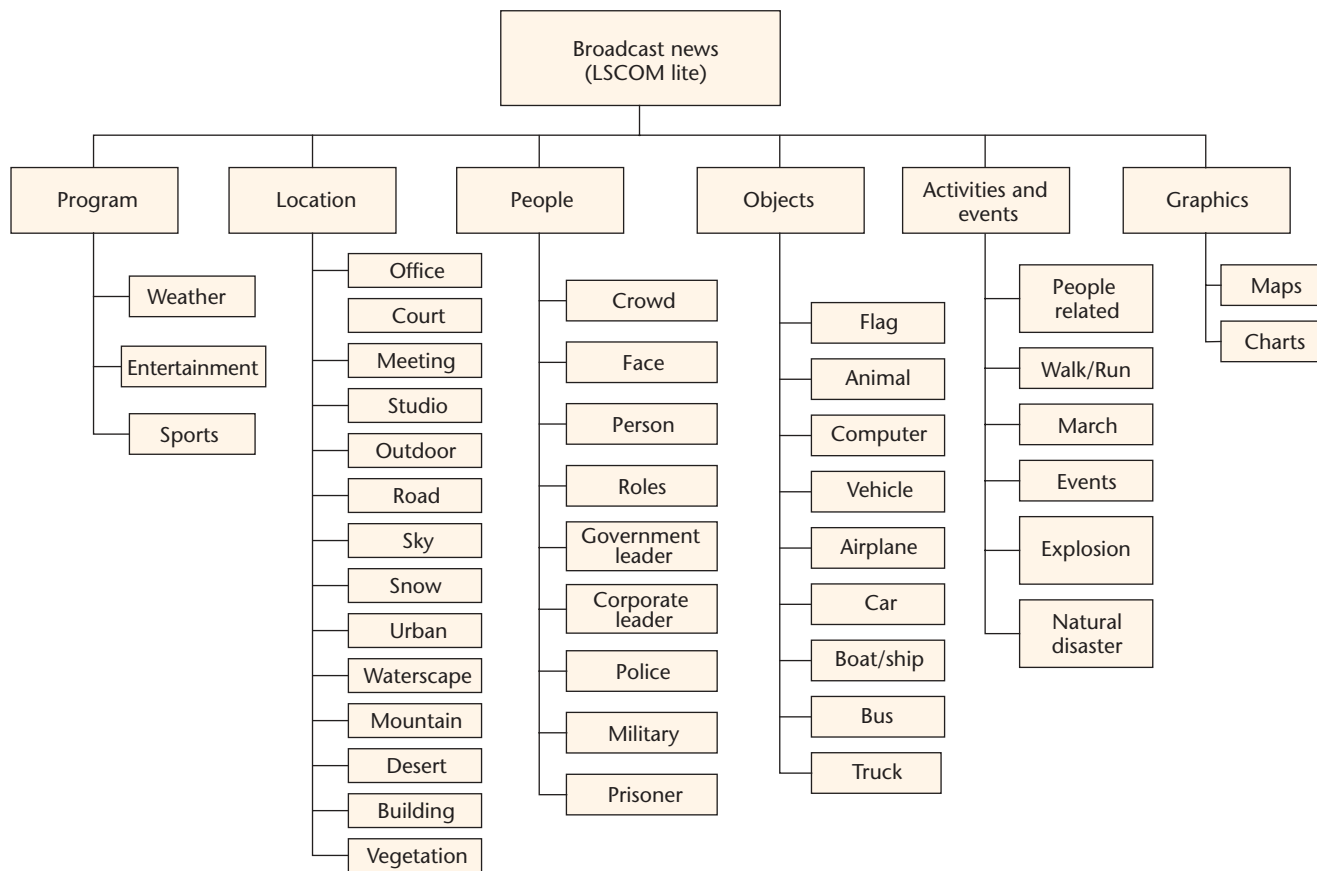 Broadcast news
(LSCOM lite)
Program
Location
People
Objects
Activities and
events
Graphics
Weather
Entertainment
Sports
Office
Court
Meeting
Studio
Outdoor
Road
Sky
Snow
Urban
Waterscape
Mountain
Desert
Building
Vegetation
Crowd
Face
Person
Roles
Government
leader
Corporate
leader
Police
Military
Prisoner
Flag
Animal
Computer
Vehicle
Airplane
Car
Boat/ship
Bus
Truck
People
related
Walk/Run
March
Events
Explosion
Natural
disaster
Maps
Charts